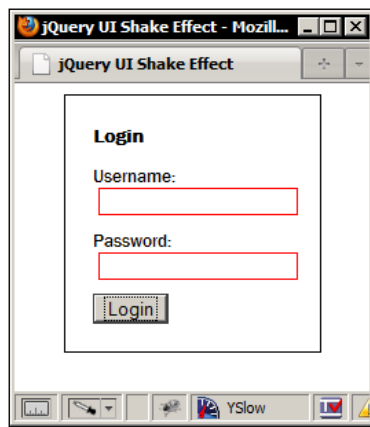 jQuery UI Shake Effect - Mozill...
jQuery UI Shake Effect
Login
Username:
Password:
Login
YSlow